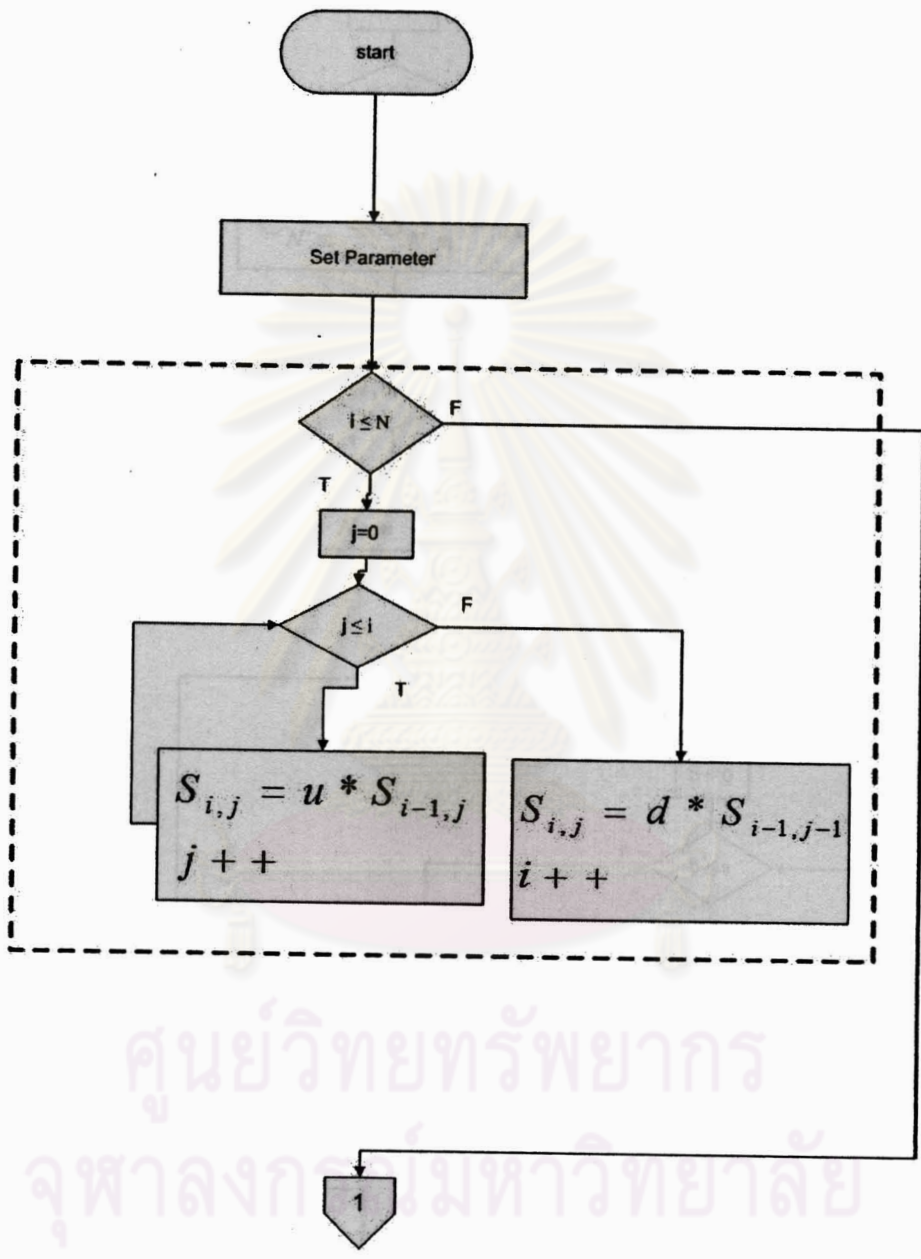 start
Set Parameter
i ≤ N
F
T
j=0
j ≤ i
F
T
S_{i,j} = u * S_{i-1,j}
j + +
S_{i,j} = d * S_{i-1,j-1}
i + +
ศูนย์วิทยทรัพยากร
จุฬาลงกรณ์มหาวิทยาลัย
1